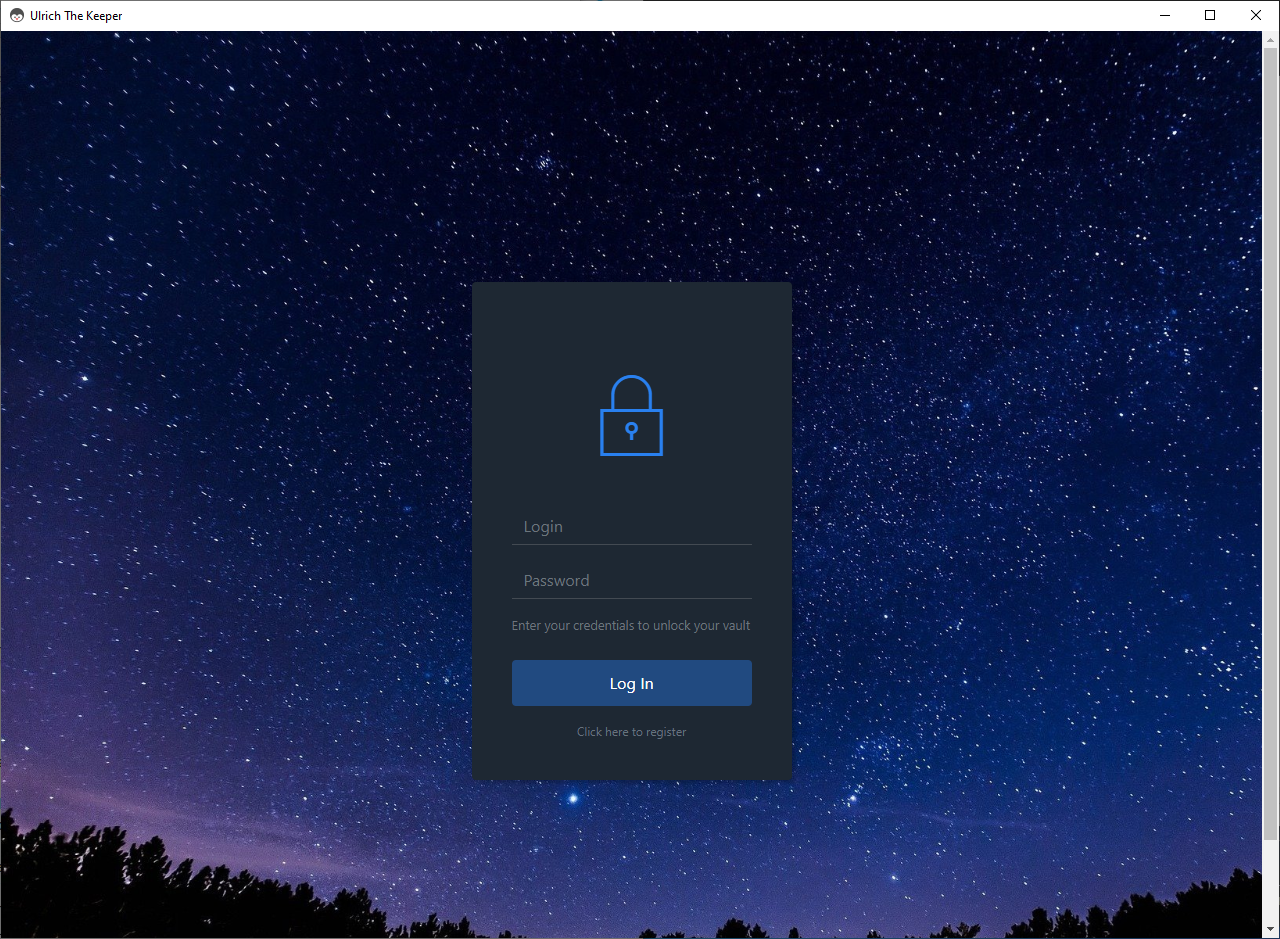 Ulrich The Keeper
Login
Password
Enter your credentials to unlock your vault
Log In
Click here to register